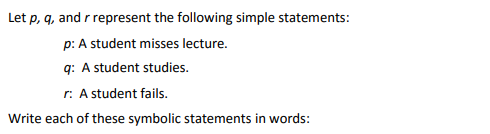 Let p, q, and r represent the following simple statements:
p: A student misses lecture.
q: A student studies.
r: A student fails.
Write each of these symbolic statements in words: